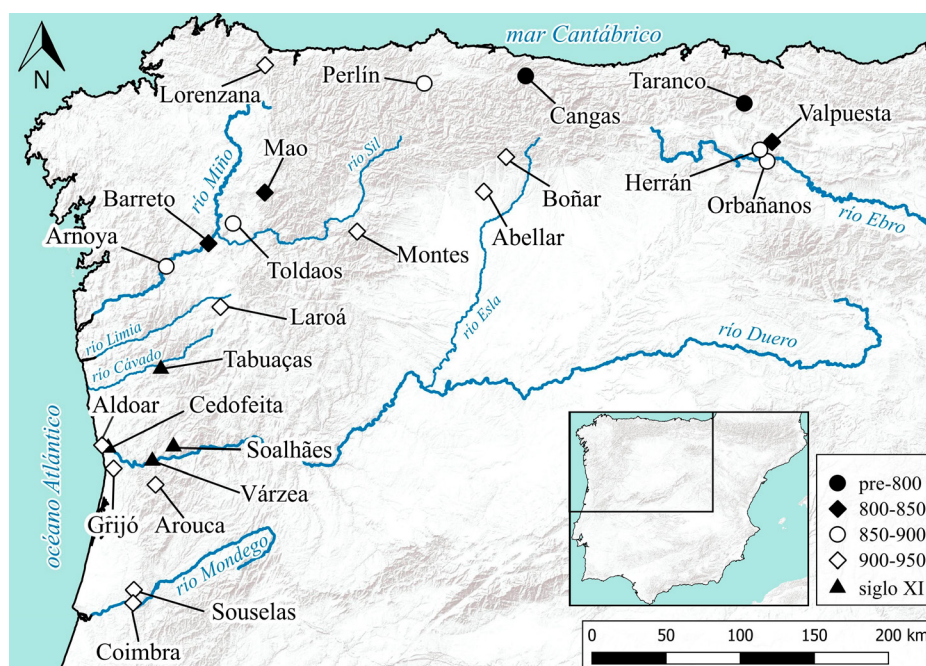 mar Cantábrico
N
Lorenzana
Perlín
Cangas
Taranco
Valpuesta
Mao
río Sil
río Miño
Herrán
Boñar
Orbañanos
Barreto
río Ebro
Arnoya
Toldaos
Montes
Abellar
Laroá
río Esla
río Limia
río Duero
río Cávado
Tabuaças
Aldoar
Cedofeita
océano Atlántico
Soalhães
Várzea
Grijó
Arouca
río Mondego
Souselas
Coimbra
pre-800
800-850
850-900
900-950
siglo XI
0 50 100 150 200 km